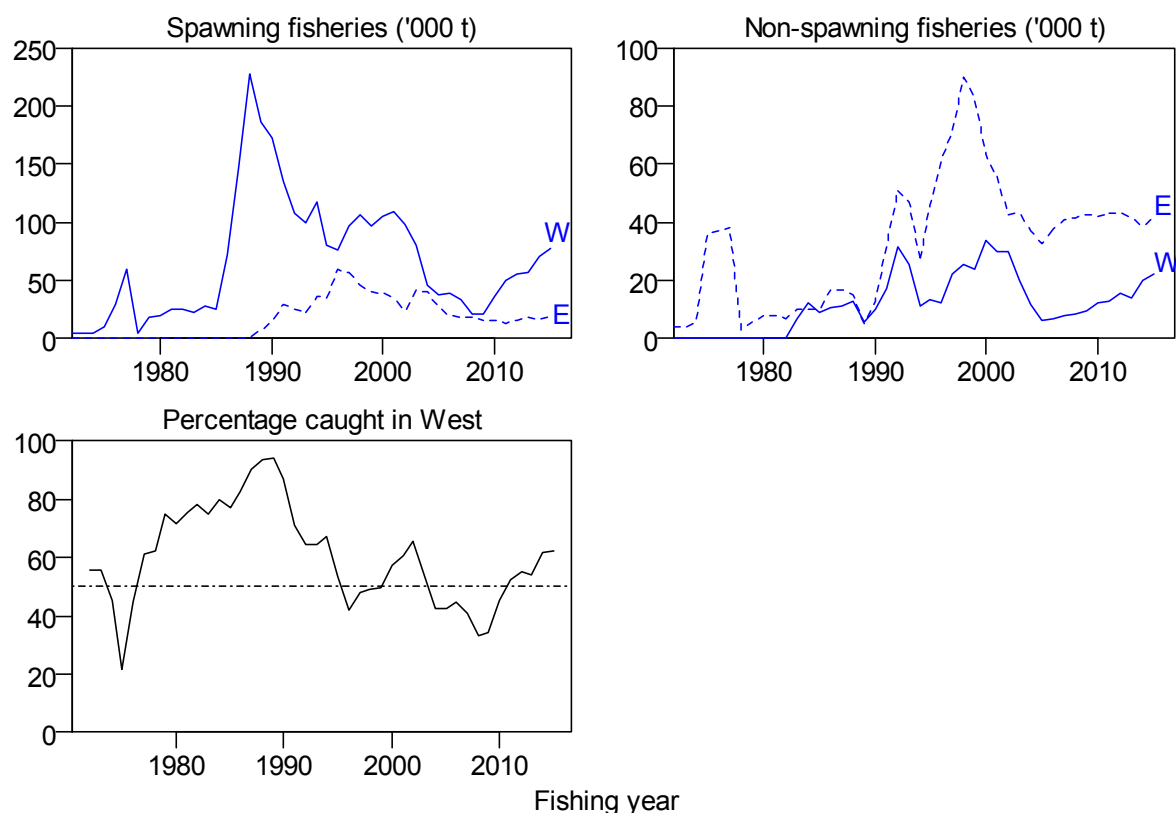 Spawning fisheries ('000 t)
250
200
150
100
50
0
W
E
1980 1990 2000 2010
Non-spawning fisheries ('000 t)
100
80
60
40
20
0
E
W
1980 1990 2000 2010
Percentage caught in West
100
80
60
40
20
0
1980 1990 2000 2010
Fishing year